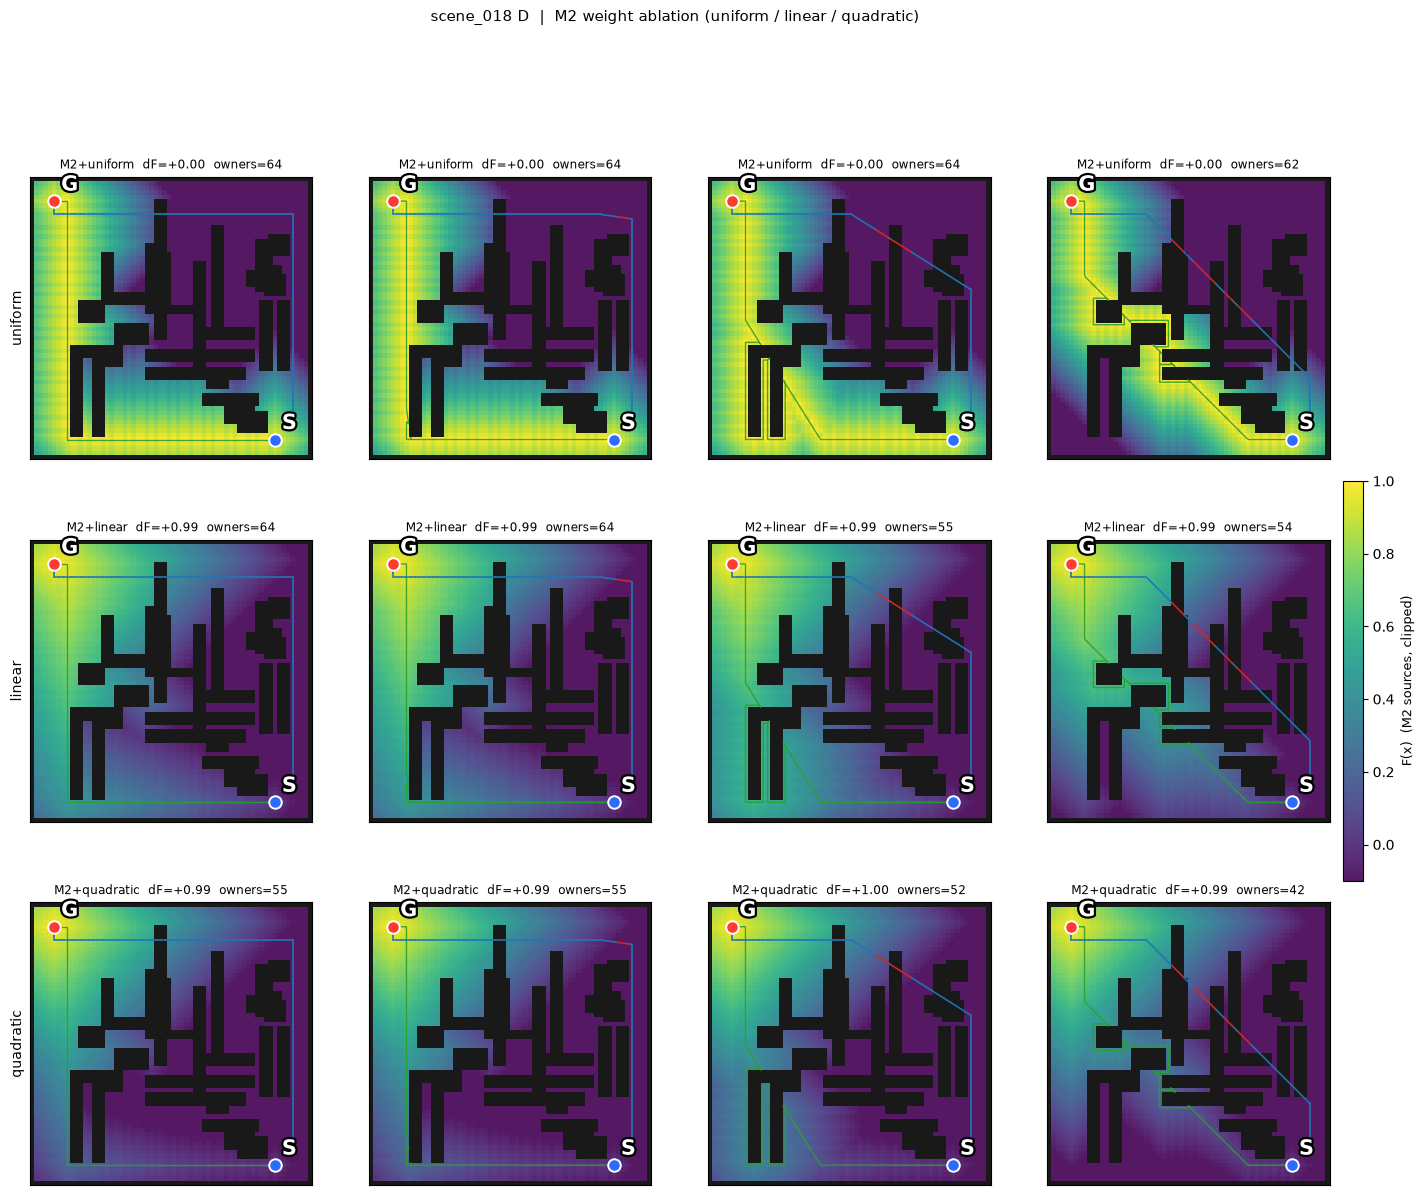 scene_018 D | M2 weight ablation (uniform / linear / quadratic)
M2+uniform dF=+0.00 owners=64
M2+uniform dF=+0.00 owners=64
M2+uniform dF=+0.00 owners=64
M2+uniform dF=+0.00 owners=62
G
G
G
G
uniform
S
S
S
S
M2+linear dF=+0.99 owners=64
M2+linear dF=+0.99 owners=64
M2+linear dF=+0.99 owners=55
M2+linear dF=+0.99 owners=54
G
G
G
G
linear
S
S
S
S
1.0
0.8
0.6
0.4
0.2
0.0
F(x) (M2 sources, clipped)
M2+quadratic dF=+0.99 owners=55
M2+quadratic dF=+0.99 owners=55
M2+quadratic dF=+1.00 owners=52
M2+quadratic dF=+0.99 owners=42
G
G
G
G
quadratic
S
S
S
S